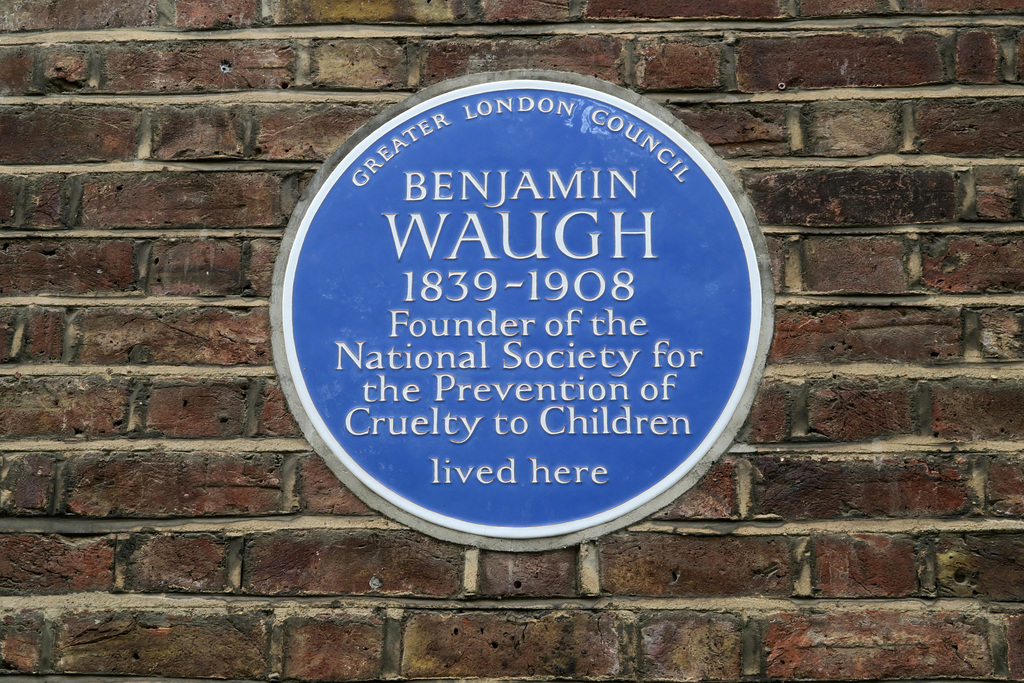 GREATER LONDON COUNCIL
BENJAMIN
WAUGH
1839-1908
Founder of the
National Society for
the Prevention of
Cruelty to Children
lived here